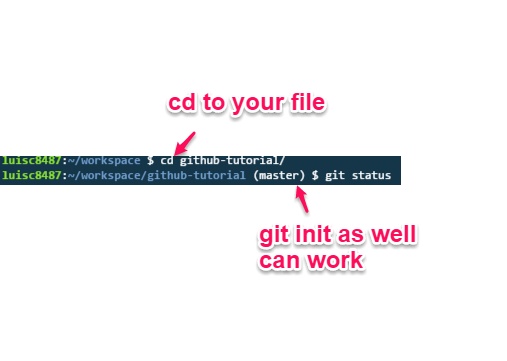 cd to your file
luisc8487:~/workspace $ cd github-tutorial/
luisc8487:~/workspace/github-tutorial (master) $ git status
git init as well
can work